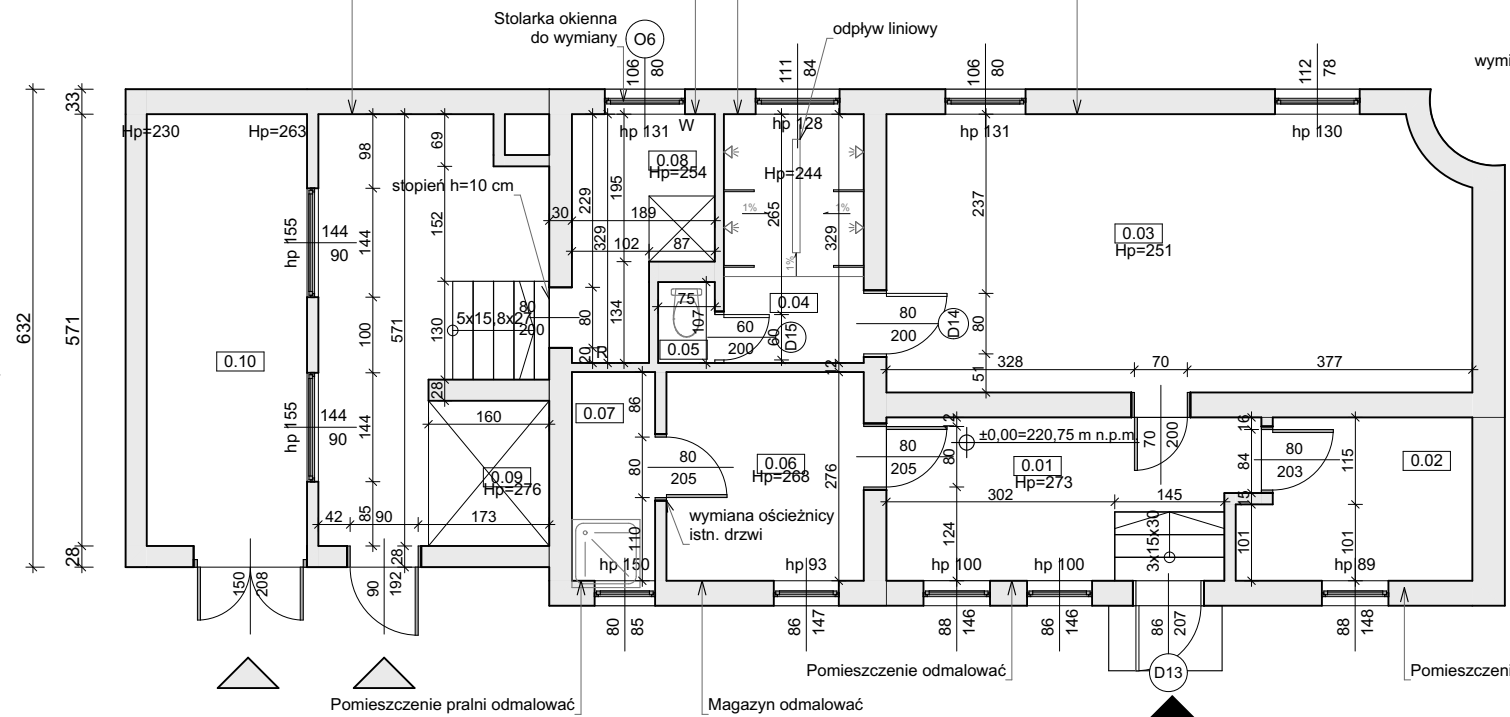 Stolarka okienna
do wymiany
O6
odpływ liniowy
wymi
106
80
111
84
106
80
112
78
33
Hp=230
Hp=263
hp 131
W
hp 128
hp 131
hp 130
0.08
Hp=254
Hp=244
98
69
stopień h=10 cm
229
195
329
30
189
1%
1%
265
329
237
0.03
Hp=251
152
144
90
hp 155
144
102
87
1%
632
571
571
100
130
5x15,8x27
80
200
80
134
75
107
0.04
60
200
D15
60
80
200
D14
80
0.10
20
R
0.05
12
51
328
70
377
28
86
0.07
hp 155
144
90
144
160
±0,00=220,75 m n.p.m.
12
80
70
200
16
84
80
203
115
0.02
0.09
Hp=276
80
80
205
0.06
Hp=268
276
80
205
0.01
Hp=273
302
145
15
42
90
173
85
wymiana ościeżnicy
istn. drzwi
110
124
3x15x30
101
101
28
28
hp 150
hp 93
hp 100
hp 100
hp 89
150
208
90
192
80
85
86
147
88
146
86
146
86
207
88
148
Pomieszczenie odmalować
D13
Pomieszczeni
Pomieszczenie pralni odmalować
Magazyn odmalować